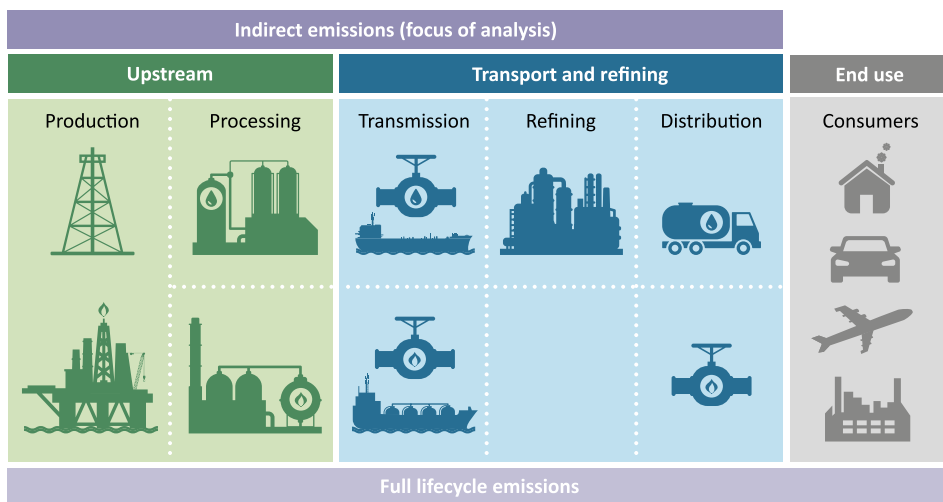 Indirect emissions (focus of analysis)
Upstream
Transport and refining
End use
Production
Processing
Transmission
Refining
Distribution
Consumers
Full lifecycle emissions